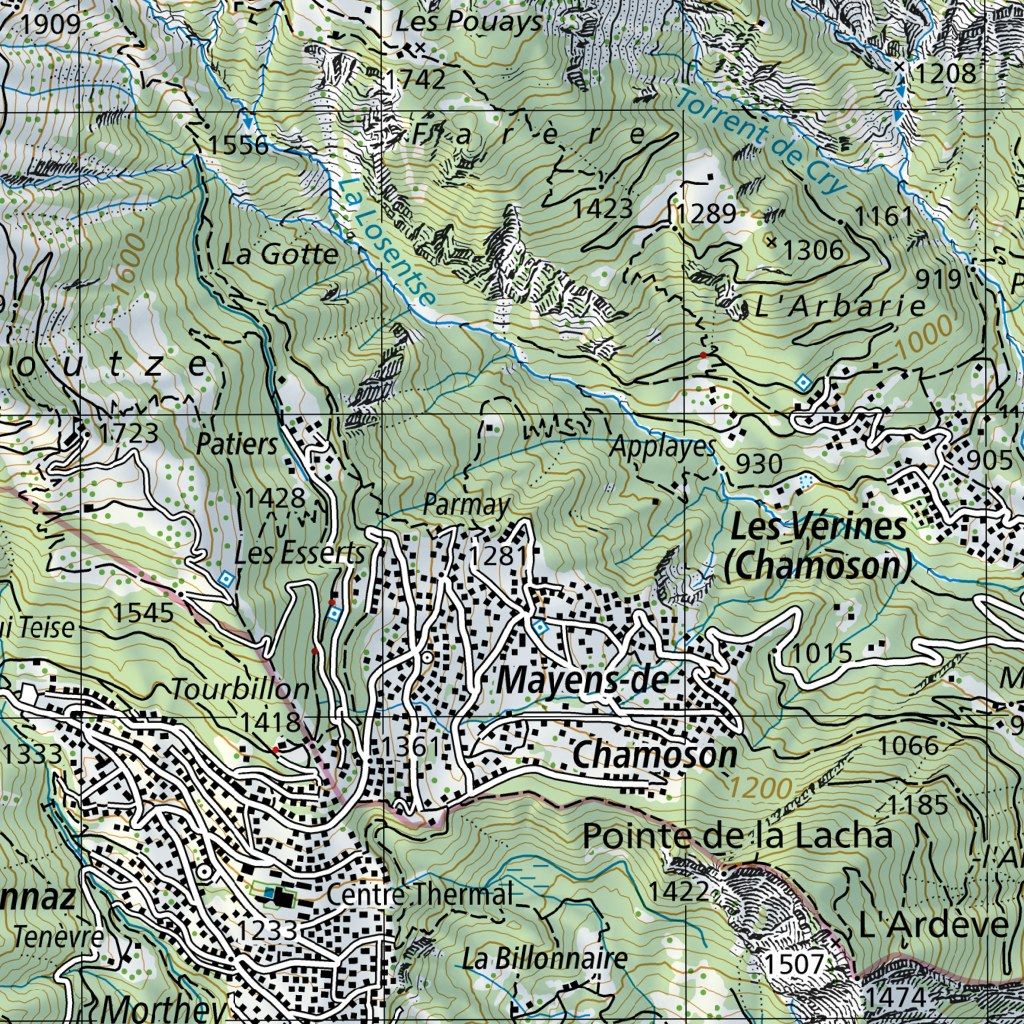 1909
Les Pouays
1742
1208
Torrent de Cry
Flarère
1556
La Losentse
1423
1289
1161
1306
La Gotte
1600
919
L'Arbarie
1000
outze
1723
Patiers
Applayes
930
905
1428
Parmay
Les Vérines
(Chamoson)
Les Esserts
1281
1545
1015
Tourbillon
Mayens-de-
Chamoson
1418
1333
1361
1066
1200
1185
Pointe de la Lacha
1422
Centre Thermal
nnaz
Tenèvre
1233
L'Ardève
La Billonnaire
1507
1474
Morthey